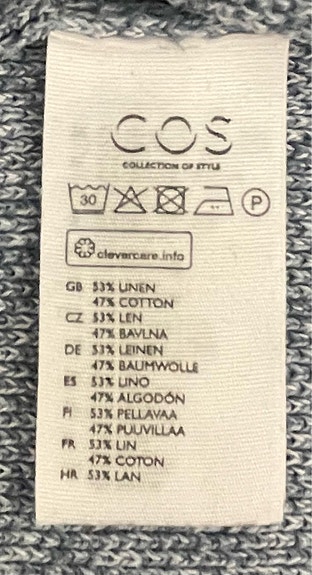 COS
COLLECTION OF STYLE
30 P
clevercare.info
GB 53% LINEN
47% COTTON
CZ 53% LEN
47% BAVLNA
DE 53% LEINEN
47% BAUMWOLLE
ES 53% LINO
47% ALGODÓN
FI 53% PELLAVAA
47% PUUVILLAA
FR 53% LIN
47% COTON
HR 53% LAN